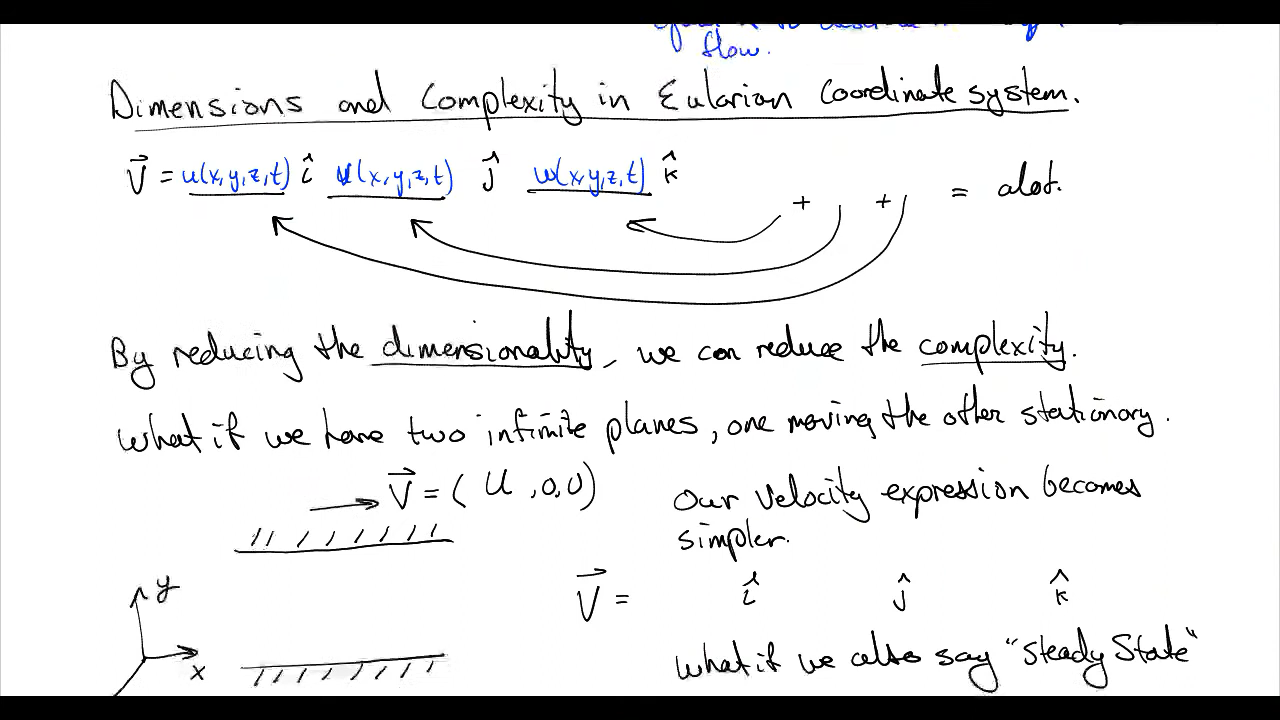 flow.
Dimensions and Complexity in Eularian Coordinate system.
V⃗ = u(x,y,z,t) î v(x,y,z,t) ĵ w(x,y,z,t) k̂
+ + = alot.
By reducing the dimensionality, we can reduce the complexity.
What if we have two infinite planes, one moving the other stationary.
V⃗ = ( U ,0,0)
Our velocity expression becomes
simpler.
y
x
V⃗ = î ĵ k̂
what if we also say "Steady State"